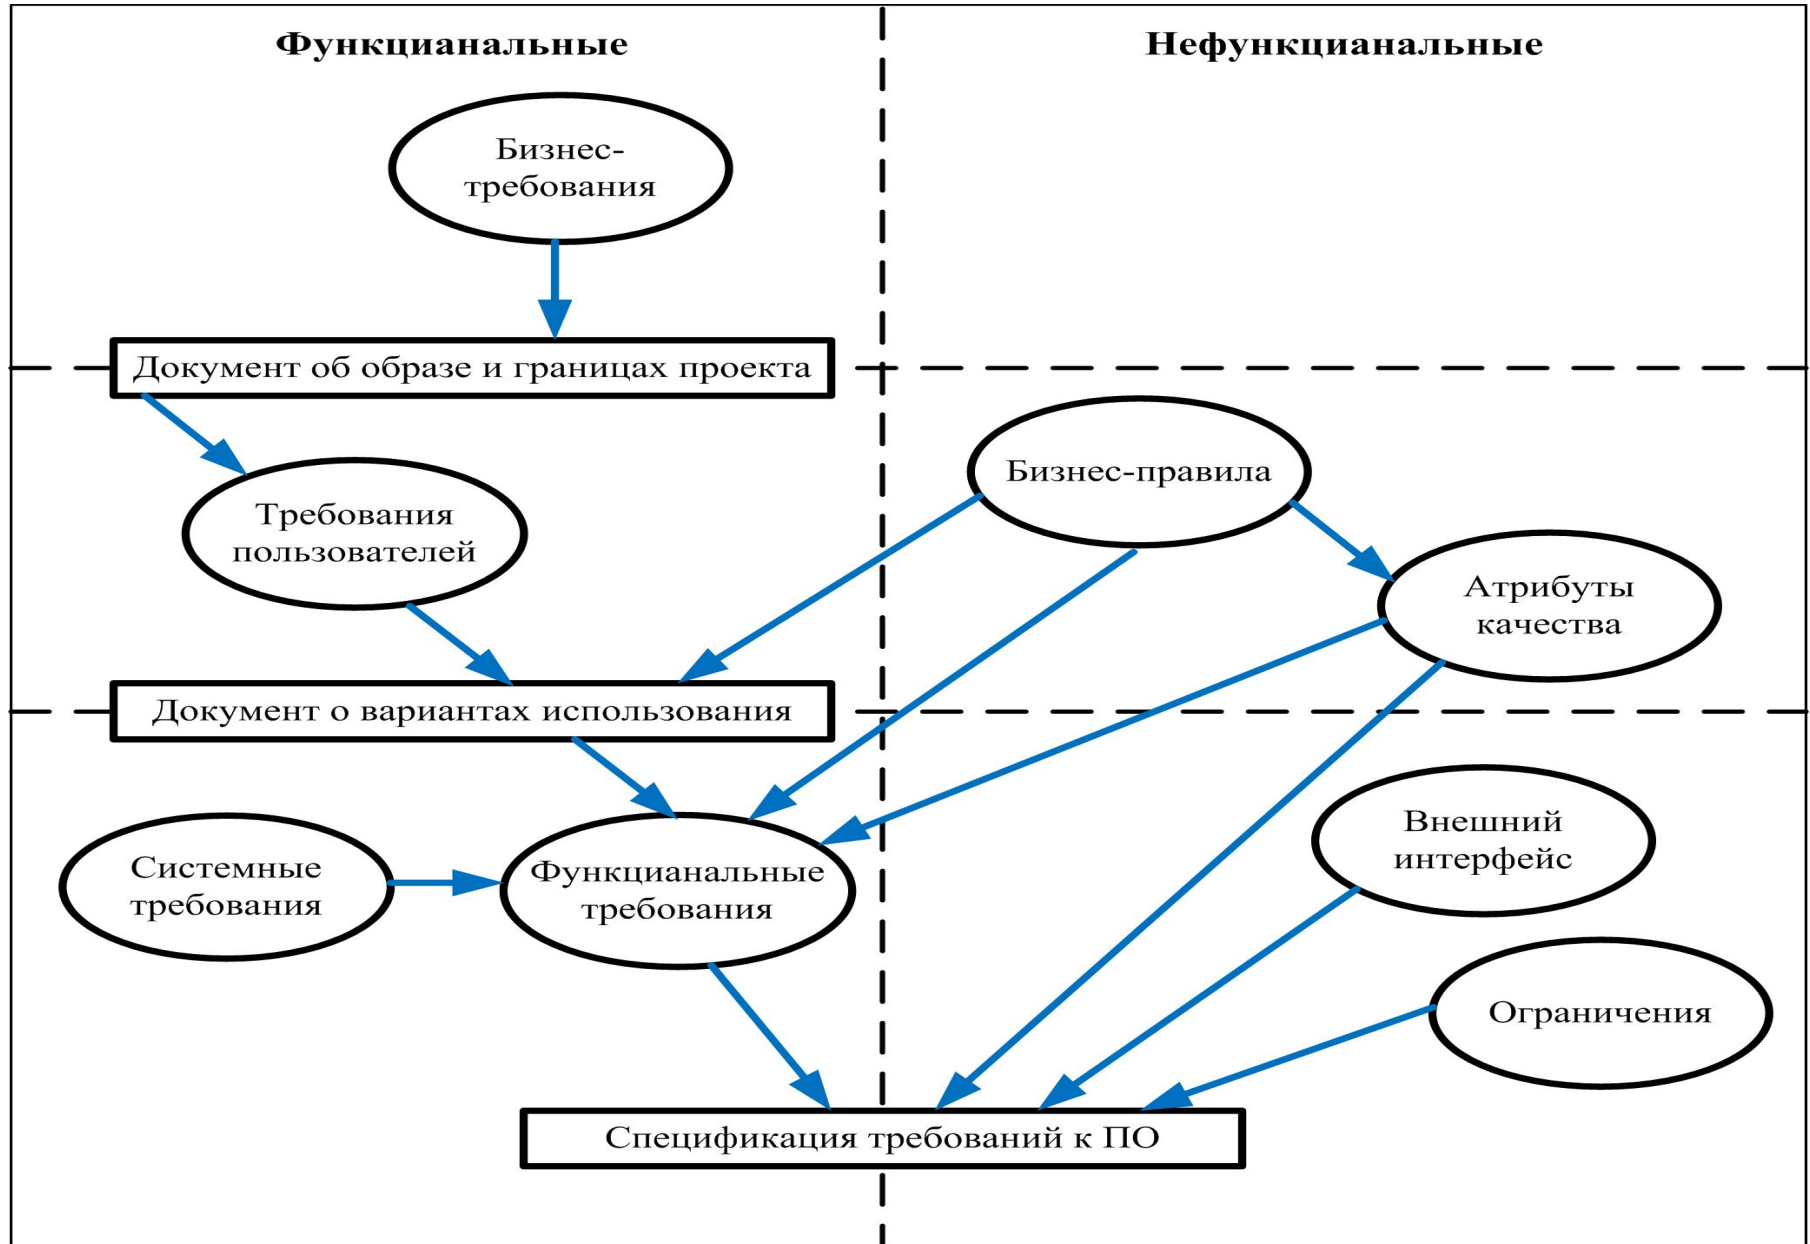 Функцианальные
Нефункцианальные
Бизнес-
требования
Документ об образе и границах проекта
Бизнес-правила
Требования
пользователей
Атрибуты
качества
Документ о вариантах использования
Внешний
интерфейс
Системные
требования
Функцианальные
требования
Ограничения
Спецификация требований к ПО